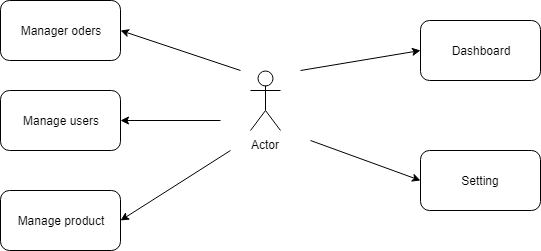 Manager oders
Dashboard
Manage users
Actor
Setting
Manage product